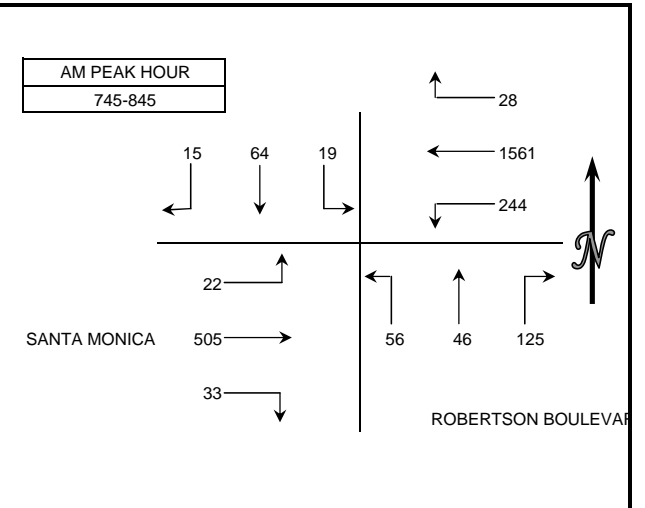 AM PEAK HOUR
745-845
28
15 64 19
1561
244
22
N
SANTA MONICA 505
56 46 125
33
ROBERTSON BOULEVAR